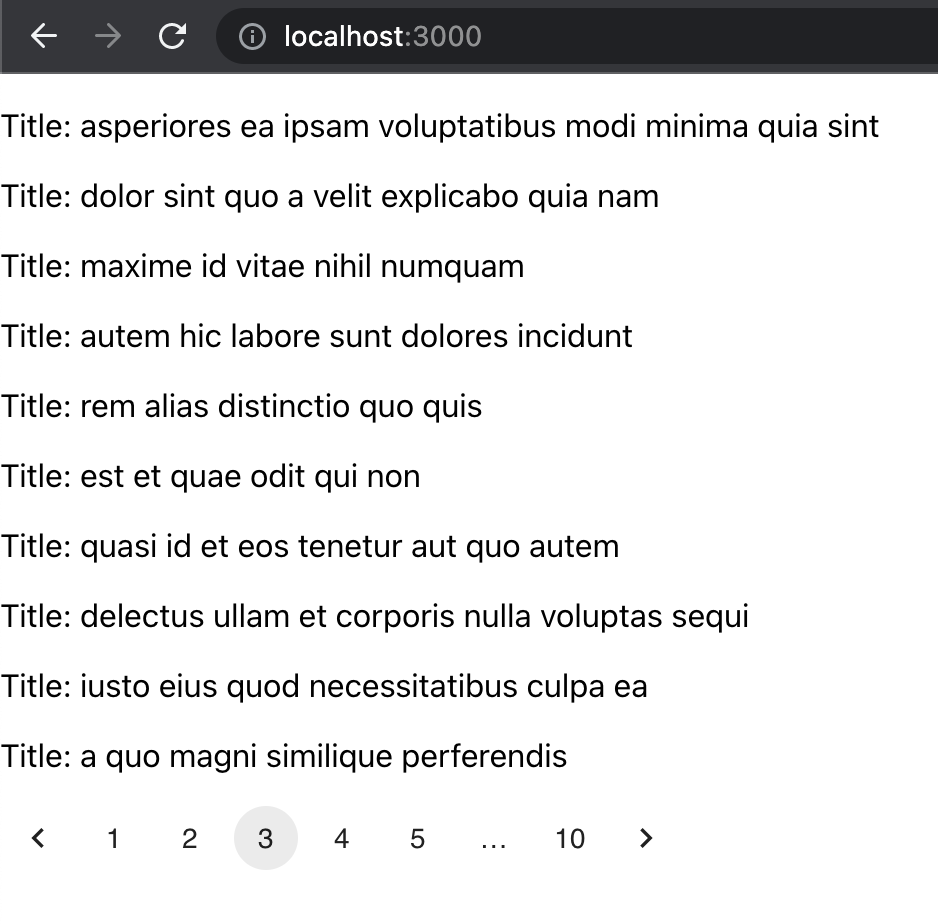 localhost:3000
Title: asperiores ea ipsam voluptatibus modi minima quia sint
Title: dolor sint quo a velit explicabo quia nam
Title: maxime id vitae nihil numquam
Title: autem hic labore sunt dolores incidunt
Title: rem alias distinctio quo quis
Title: est et quae odit qui non
Title: quasi id et eos tenetur aut quo autem
Title: delectus ullam et corporis nulla voluptas sequi
Title: iusto eius quod necessitatibus culpa ea
Title: a quo magni similique perferendis
1 2 3 4 5 ... 10